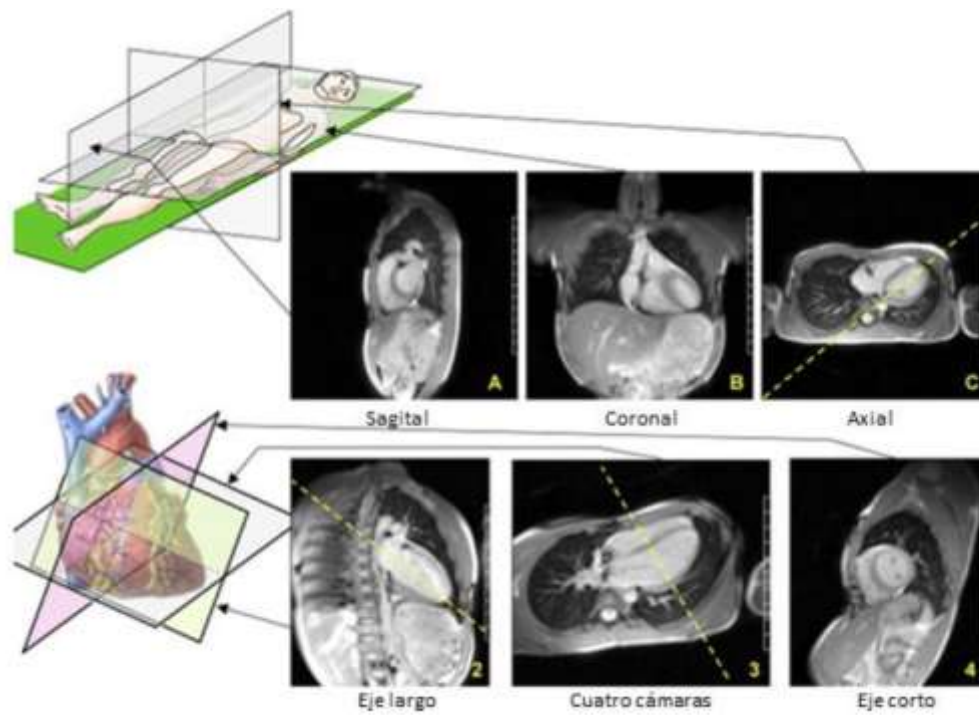 A
B
C
Sagital
Coronal
Axial
2
3
4
Eje largo
Cuatro cámaras
Eje corto